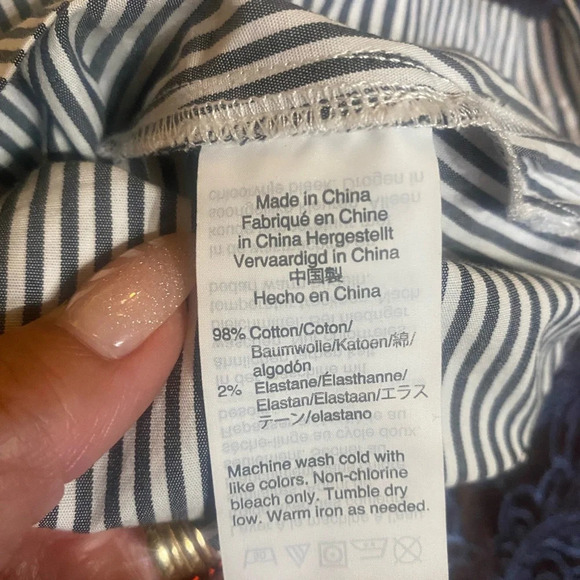 Made in China
Fabriqué en Chine
in China Hergestellt
Vervaardigd in China
中国製
Hecho en China
98% Cotton/Coton/
Baumwolle/Katoen/綿/
algodón
2% Elastane/Élasthanne/
Elastan/Elastaan/エラス
テーン/elastano
Machine wash cold with
like colors. Non-chlorine
bleach only. Tumble dry
low. Warm iron as needed.